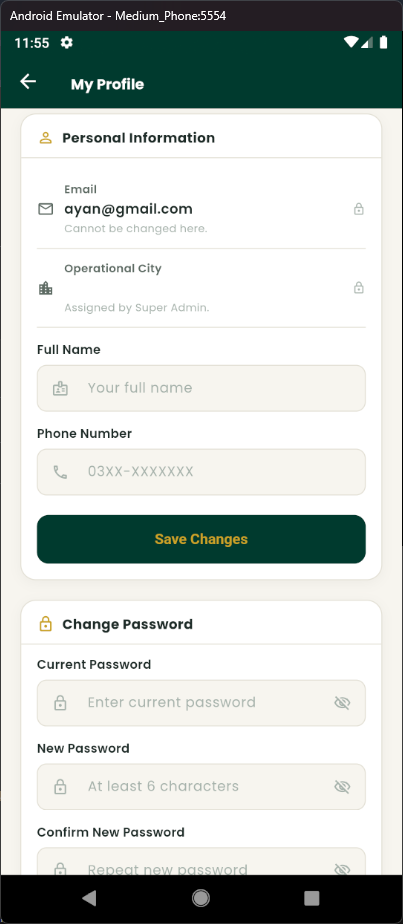 Android Emulator - Medium_Phone:5554
11:55
My Profile
Personal Information
Email
ayan@gmail.com
Cannot be changed here.
Operational City
Assigned by Super Admin.
Full Name
Your full name
Phone Number
03XX-XXXXXXX
Save Changes
Change Password
Current Password
Enter current password
New Password
At least 6 characters
Confirm New Password
Repeat new password